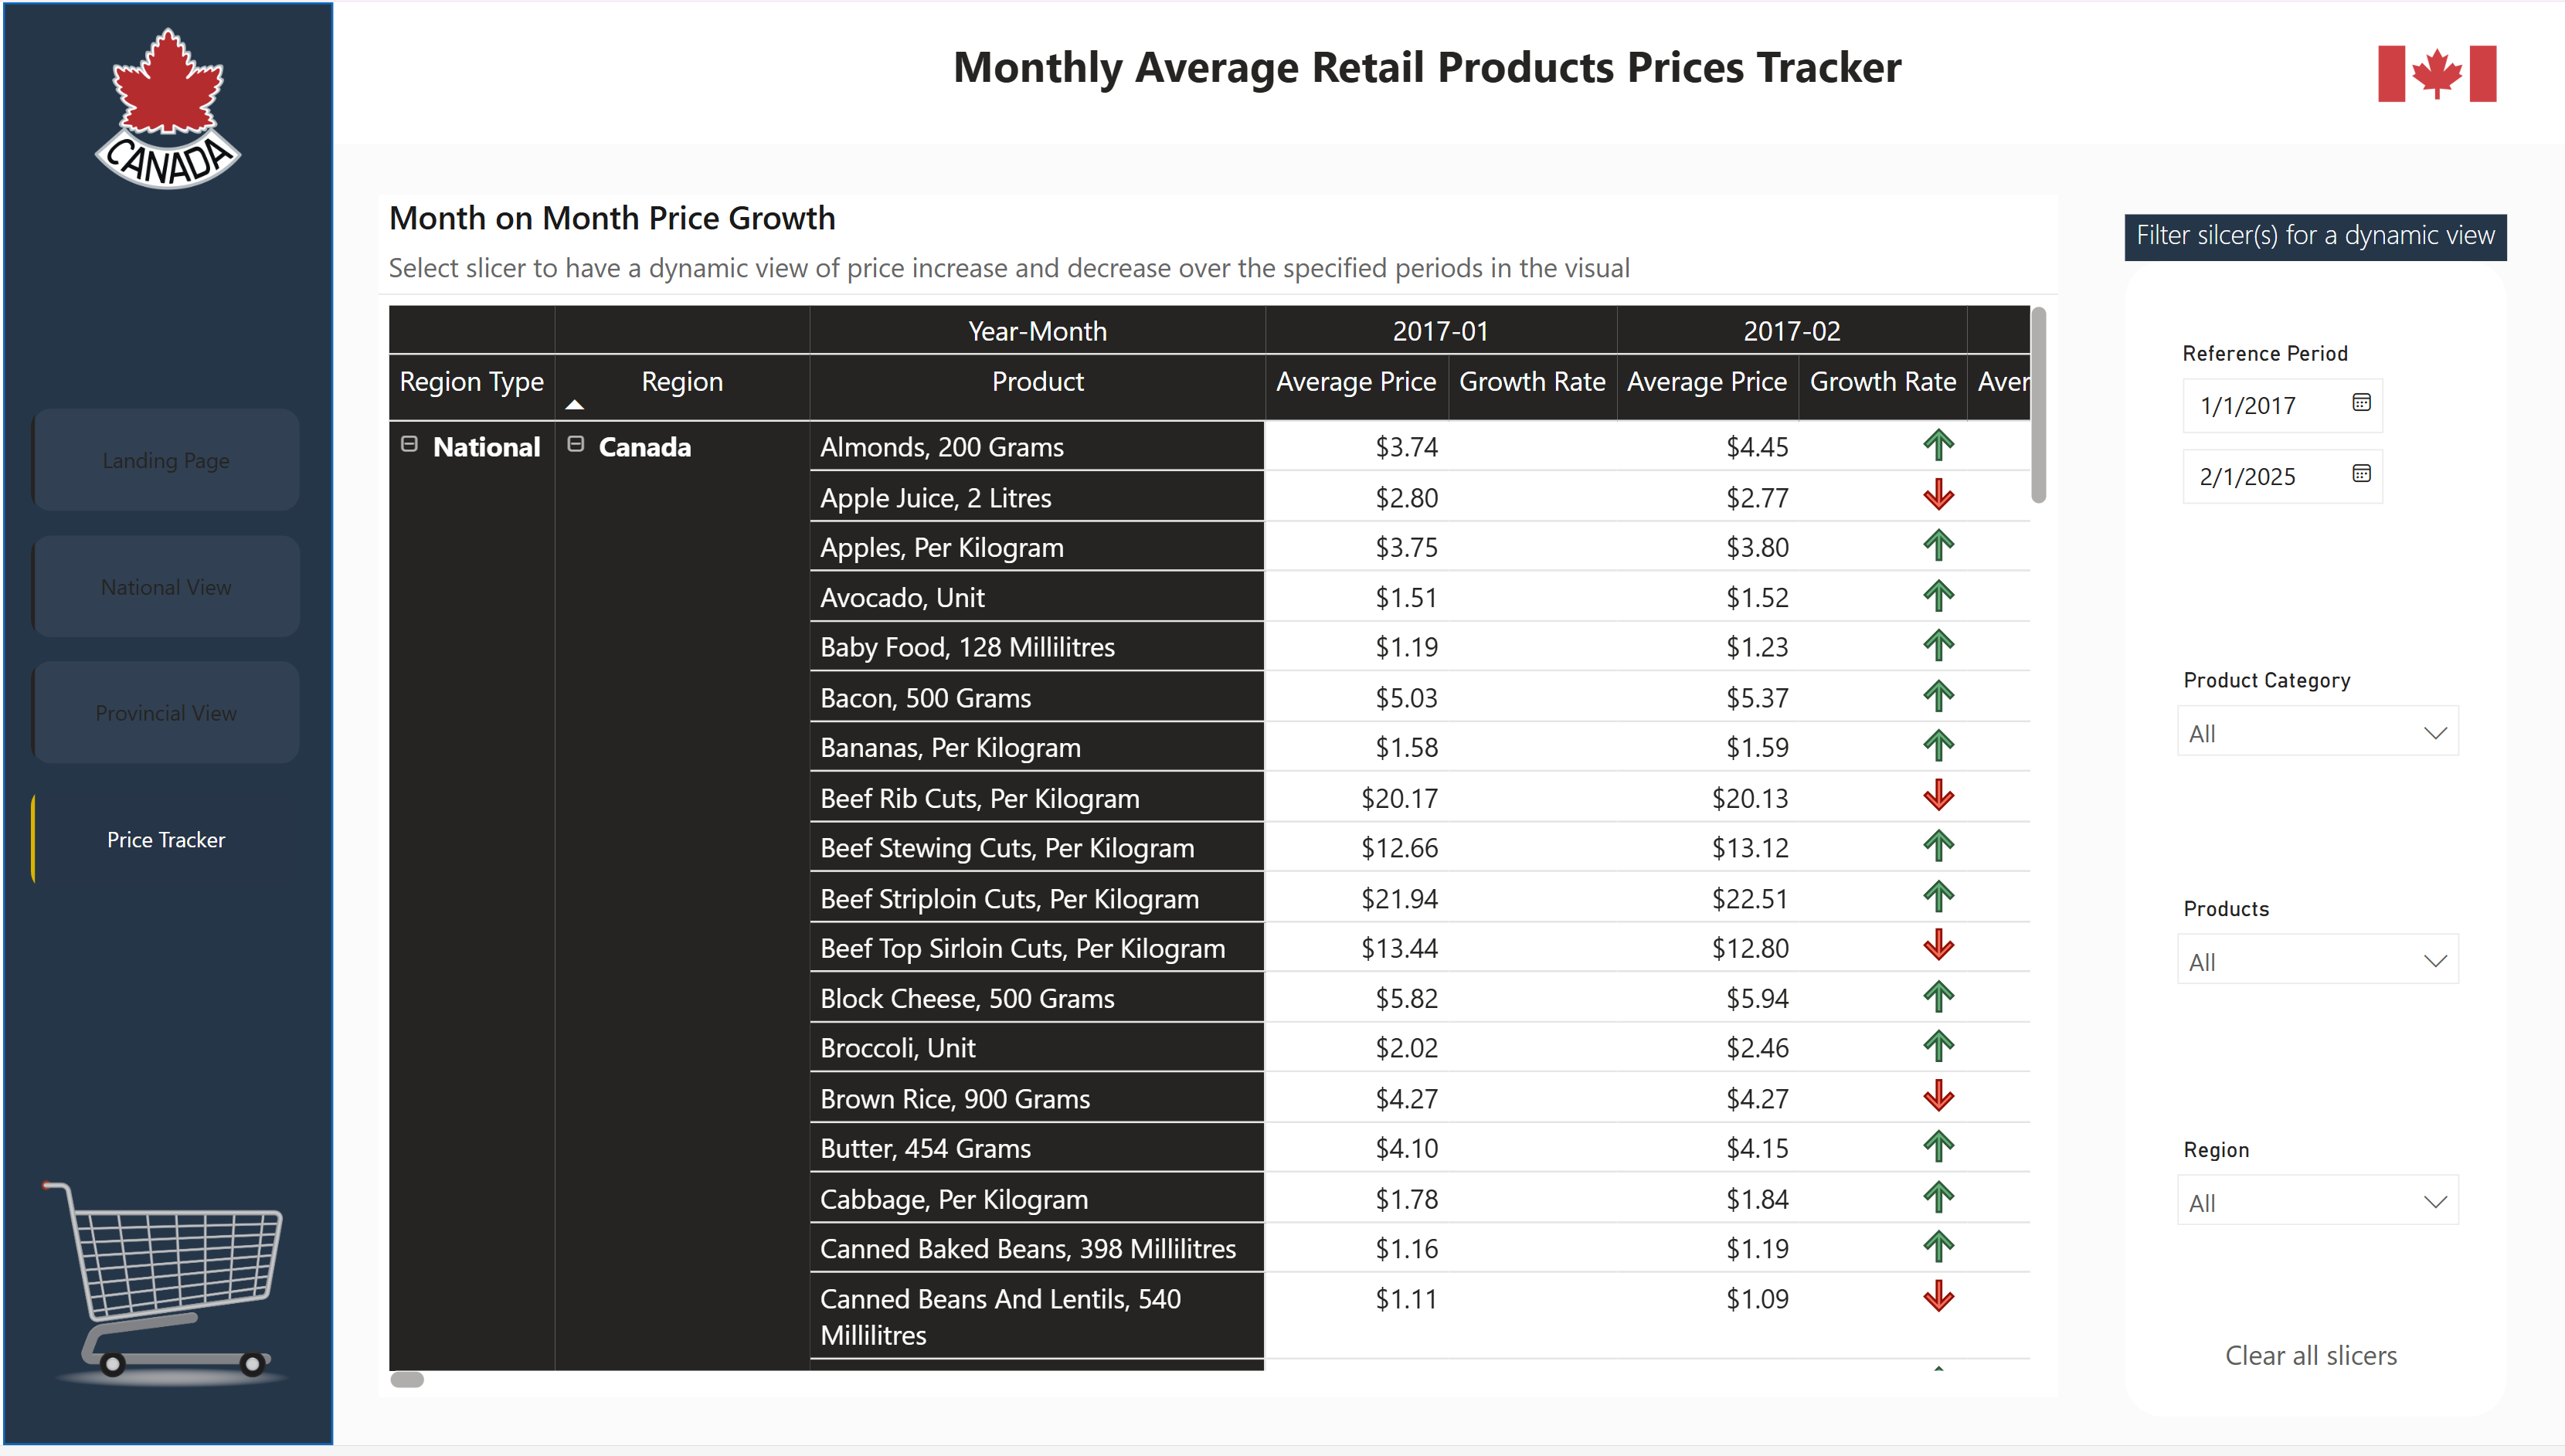 CANADA
Monthly Average Retail Products Prices Tracker
Landing Page
National View
Provincial View
Price Tracker
Month on Month Price Growth
Select slicer to have a dynamic view of price increase and decrease over the specified periods in the visual
Year-Month 2017-01 2017-02
Region Type Region Product Average Price Growth Rate Average Price Growth Rate Aver
National Canada Almonds, 200 Grams $3.74 $4.45
Apple Juice, 2 Litres $2.80 $2.77
Apples, Per Kilogram $3.75 $3.80
Avocado, Unit $1.51 $1.52
Baby Food, 128 Millilitres $1.19 $1.23
Bacon, 500 Grams $5.03 $5.37
Bananas, Per Kilogram $1.58 $1.59
Beef Rib Cuts, Per Kilogram $20.17 $20.13
Beef Stewing Cuts, Per Kilogram $12.66 $13.12
Beef Striploin Cuts, Per Kilogram $21.94 $22.51
Beef Top Sirloin Cuts, Per Kilogram $13.44 $12.80
Block Cheese, 500 Grams $5.82 $5.94
Broccoli, Unit $2.02 $2.46
Brown Rice, 900 Grams $4.27 $4.27
Butter, 454 Grams $4.10 $4.15
Cabbage, Per Kilogram $1.78 $1.84
Canned Baked Beans, 398 Millilitres $1.16 $1.19
Canned Beans And Lentils, 540 $1.11 $1.09
Millilitres
Filter silcer(s) for a dynamic view
Reference Period
1/1/2017
2/1/2025
Product Category
All
Products
All
Region
All
Clear all slicers